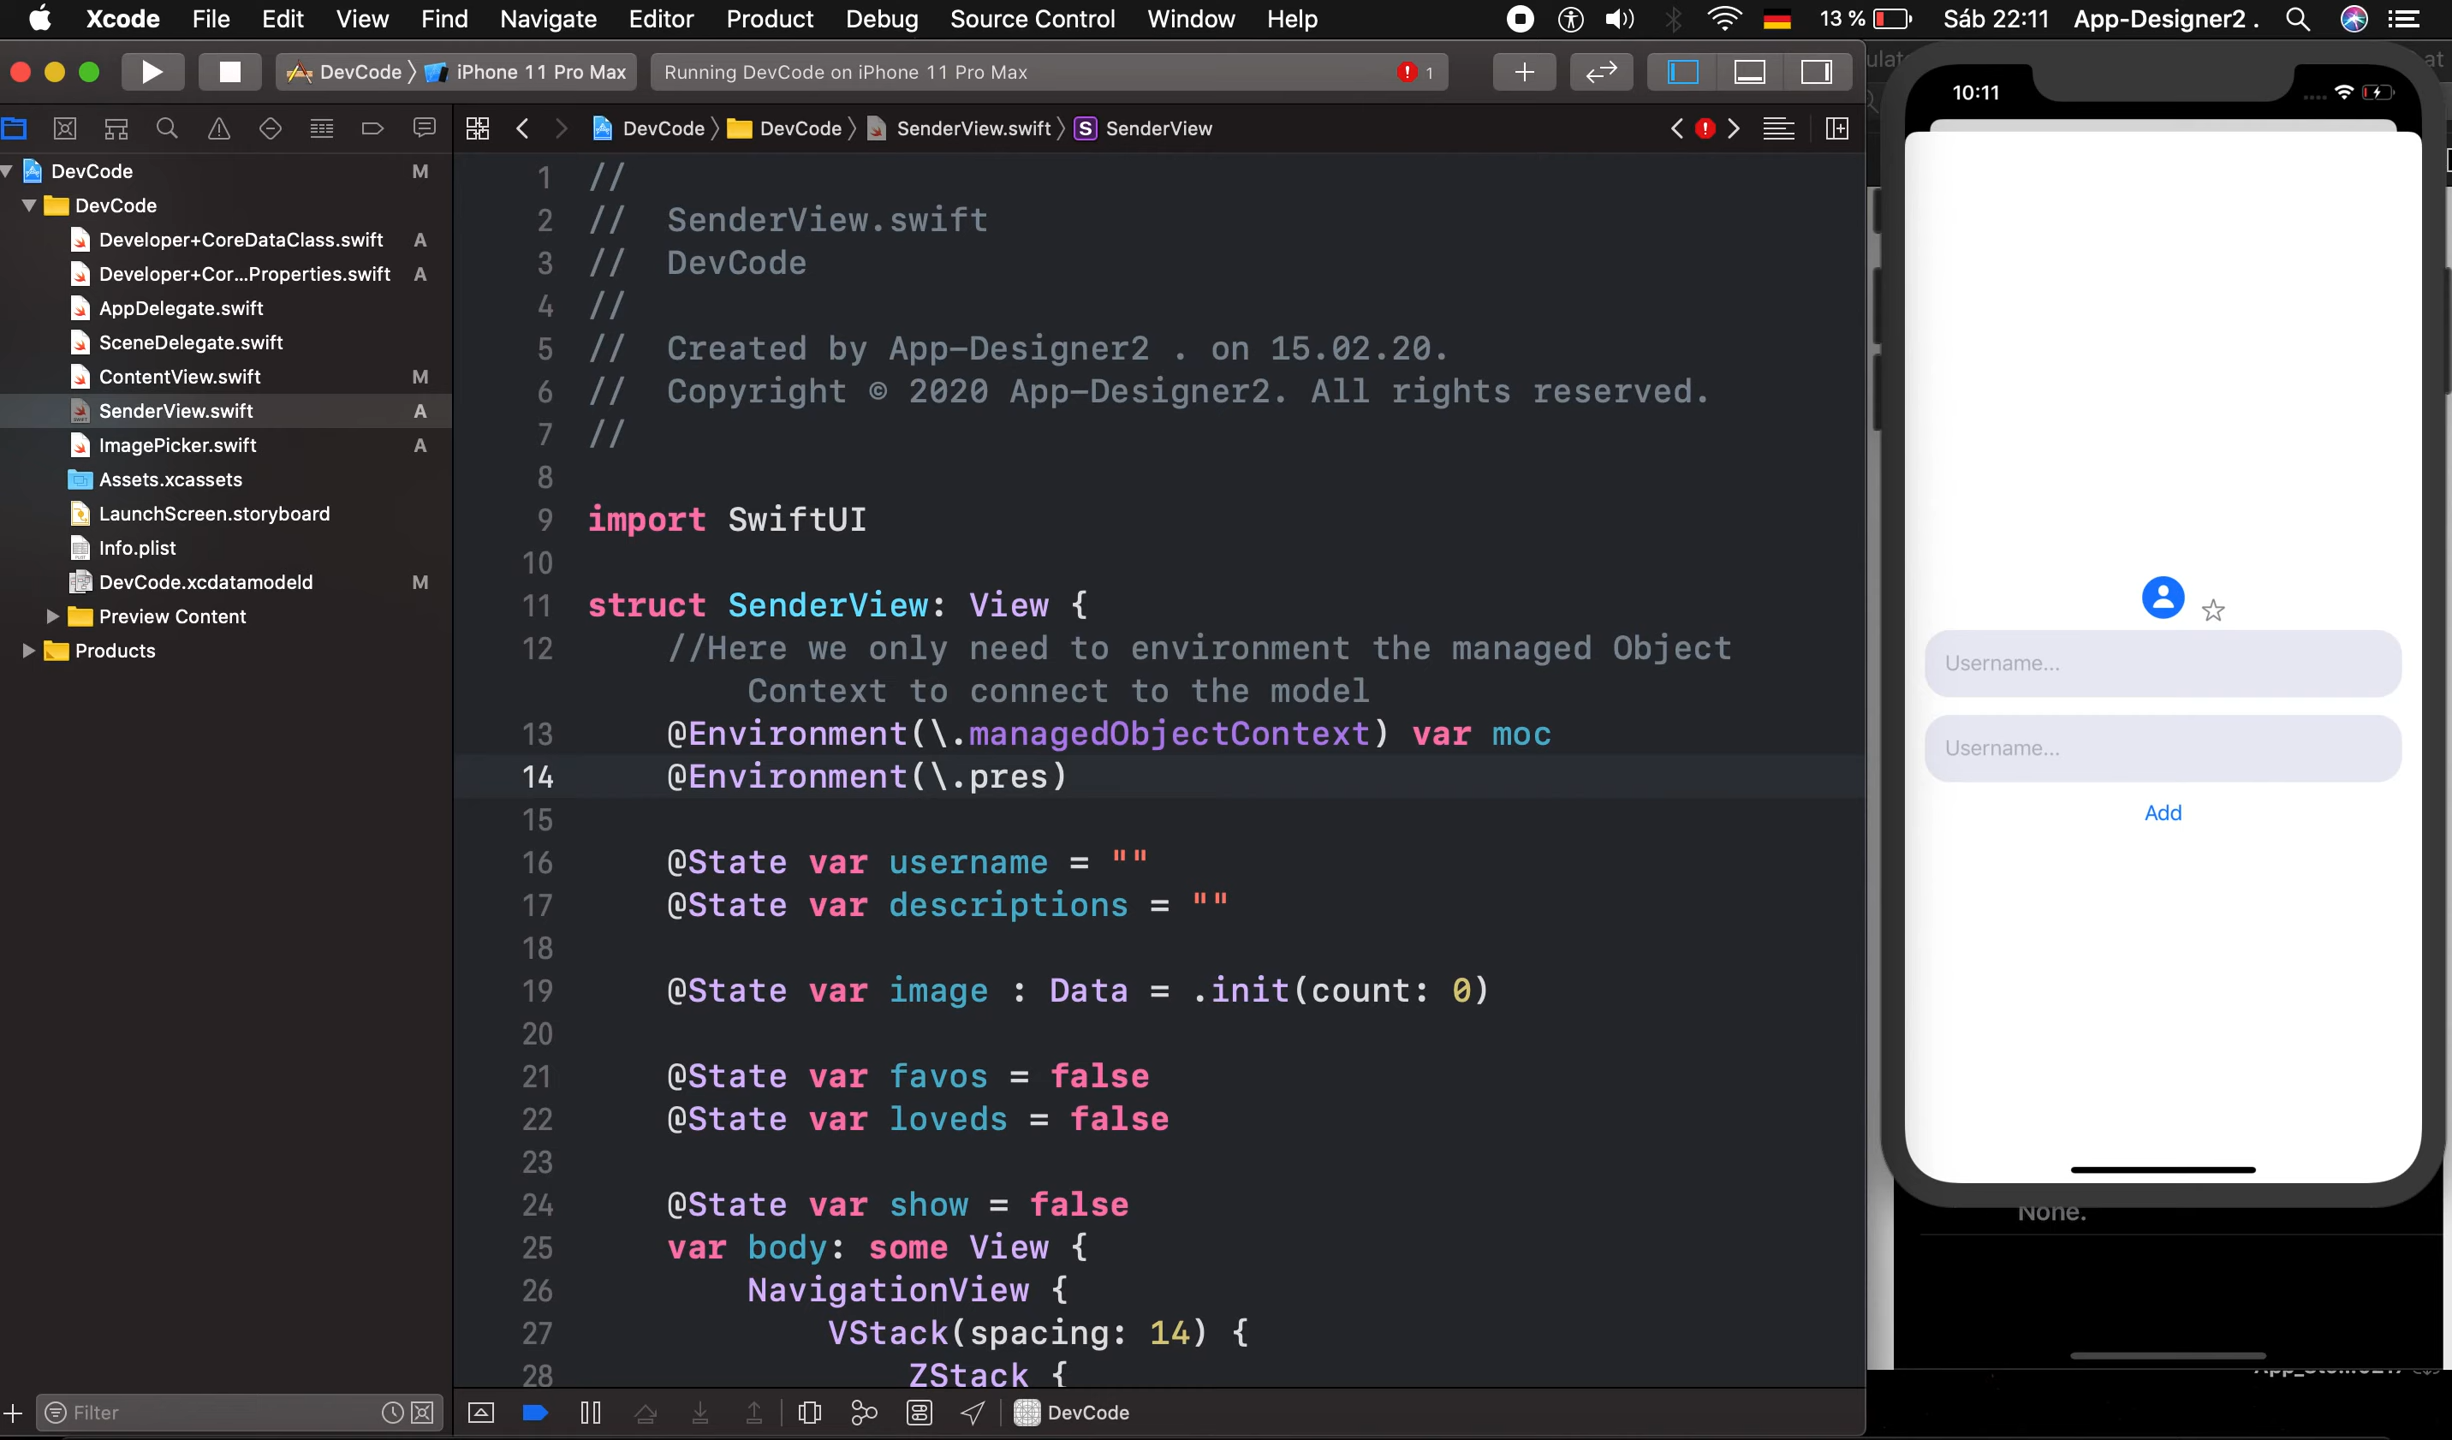 Xcode File Edit View Find Navigate Editor Product Debug Source Control Window Help 13 % Sáb 22:11 App-Designer2 .
DevCode iPhone 11 Pro Max Running DevCode on iPhone 11 Pro Max 1
DevCode DevCode SenderView.swift S SenderView
DevCode M
DevCode
Developer+CoreDataClass.swift A
Developer+Cor...Properties.swift A
AppDelegate.swift
SceneDelegate.swift
ContentView.swift M
SenderView.swift A
ImagePicker.swift A
Assets.xcassets
LaunchScreen.storyboard
Info.plist
DevCode.xcdatamodeld M
Preview Content
Products
Filter
1 //
2 //  SenderView.swift
3 //  DevCode
4 //
5 //  Created by App-Designer2 . on 15.02.20.
6 //  Copyright © 2020 App-Designer2. All rights reserved.
7 //
8
9 import SwiftUI
10
11 struct SenderView: View {
12     //Here we only need to environment the managed Object
Context to connect to the model
13     @Environment(\.managedObjectContext) var moc
14     @Environment(\.pres)
15
16     @State var username = ""
17     @State var descriptions = ""
18
19     @State var image : Data = .init(count: 0)
20
21     @State var favos = false
22     @State var loveds = false
23
24     @State var show = false
25     var body: some View {
26         NavigationView {
27             VStack(spacing: 14) {
28                 ZStack {
DevCode
10:11
Username...
Username...
Add
None.